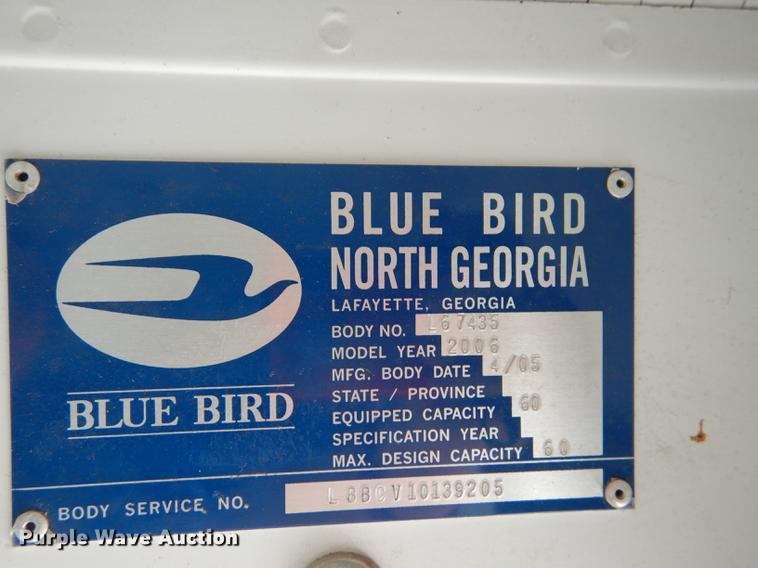 BLUE BIRD
NORTH GEORGIA
LAFAYETTE, GEORGIA
BODY NO. L67435
MODEL YEAR 2006
MFG. BODY DATE 4/05
STATE / PROVINCE
EQUIPPED CAPACITY 60
SPECIFICATION YEAR
MAX. DESIGN CAPACITY 60
BLUE BIRD
BODY SERVICE NO.
Purple Wave Auction